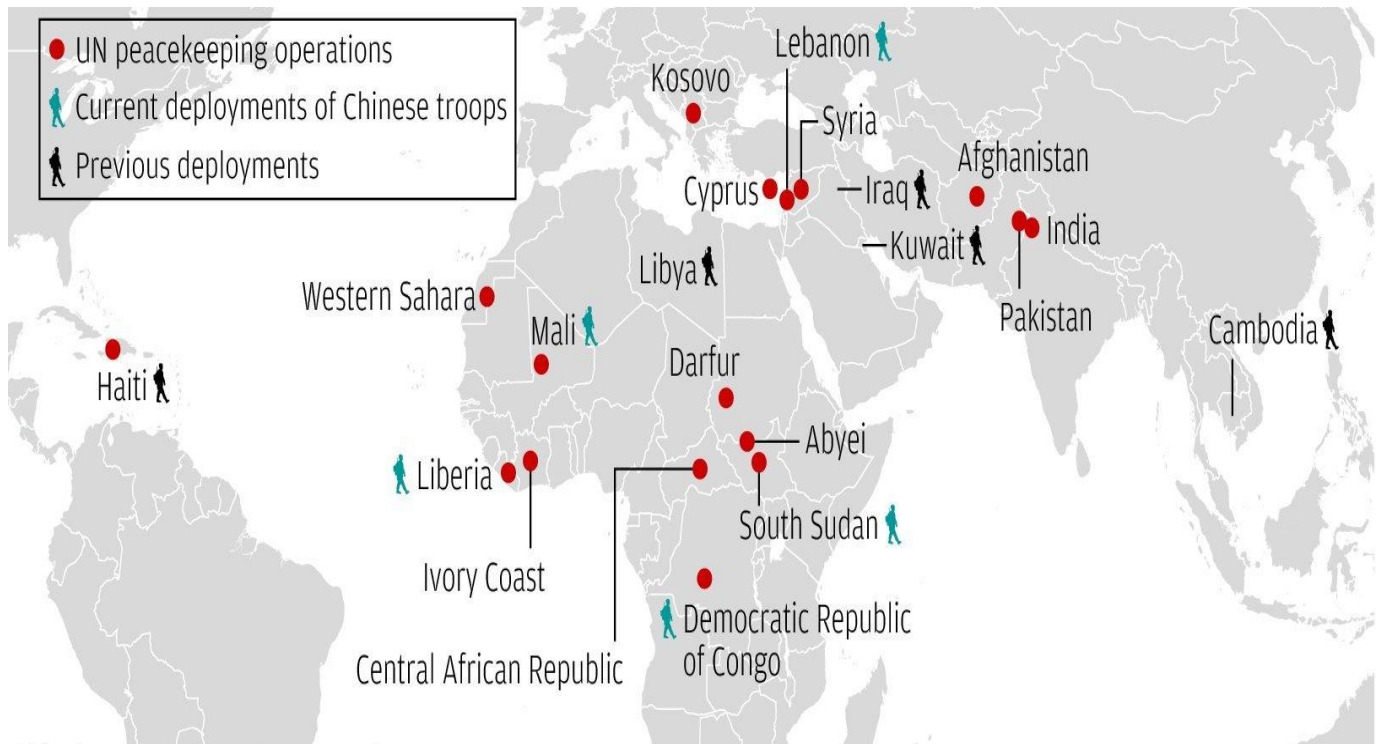 UN peacekeeping operations
Current deployments of Chinese troops
Previous deployments
Lebanon
Kosovo
Syria
Afghanistan
Cyprus
Iraq
India
Kuwait
Libya
Western Sahara
Pakistan
Mali
Cambodia
Darfur
Haiti
Abyei
Liberia
South Sudan
Ivory Coast
Democratic Republic
of Congo
Central African Republic